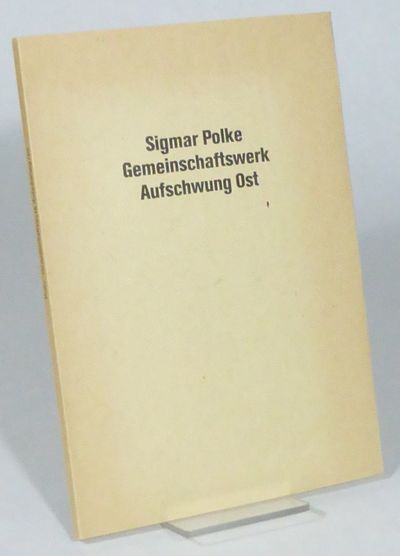 Sigmar Polke
Gemeinschaftswerk
Aufschwung Ost